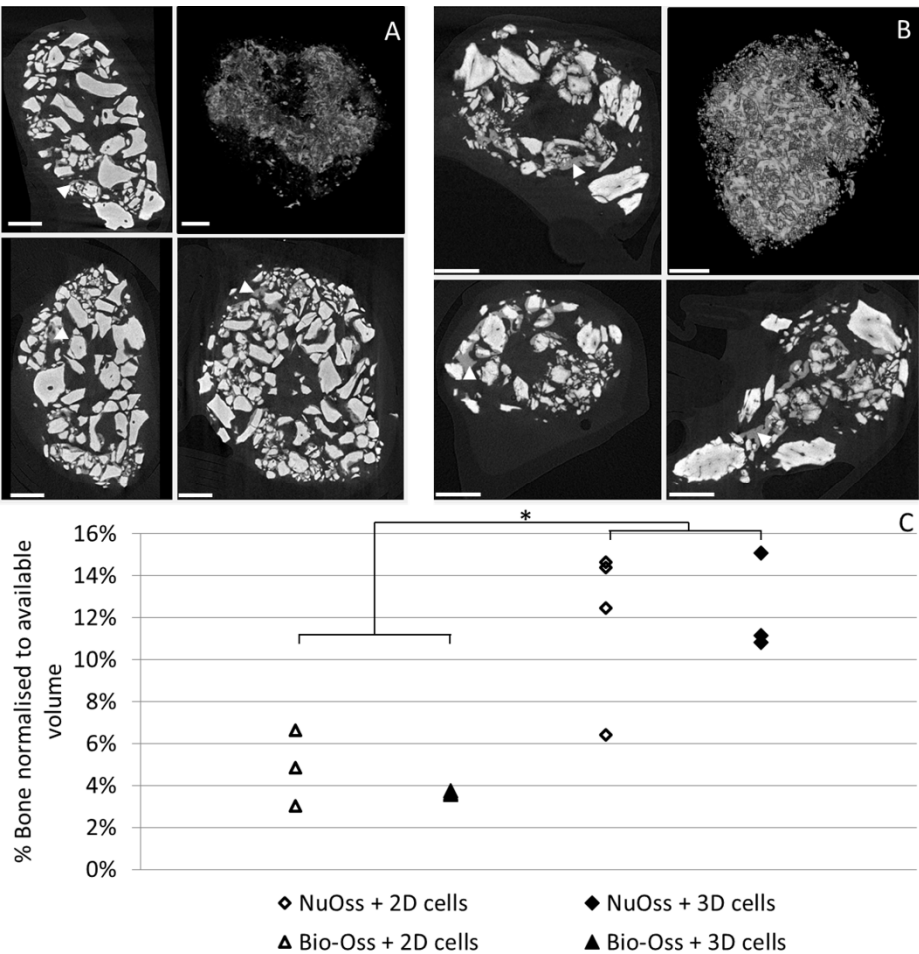 A
B
C
*
% Bone normalised to available
volume
16%
14%
12%
10%
8%
6%
4%
2%
0%
NuOss + 2D cells
NuOss + 3D cells
Bio-Oss + 2D cells
Bio-Oss + 3D cells